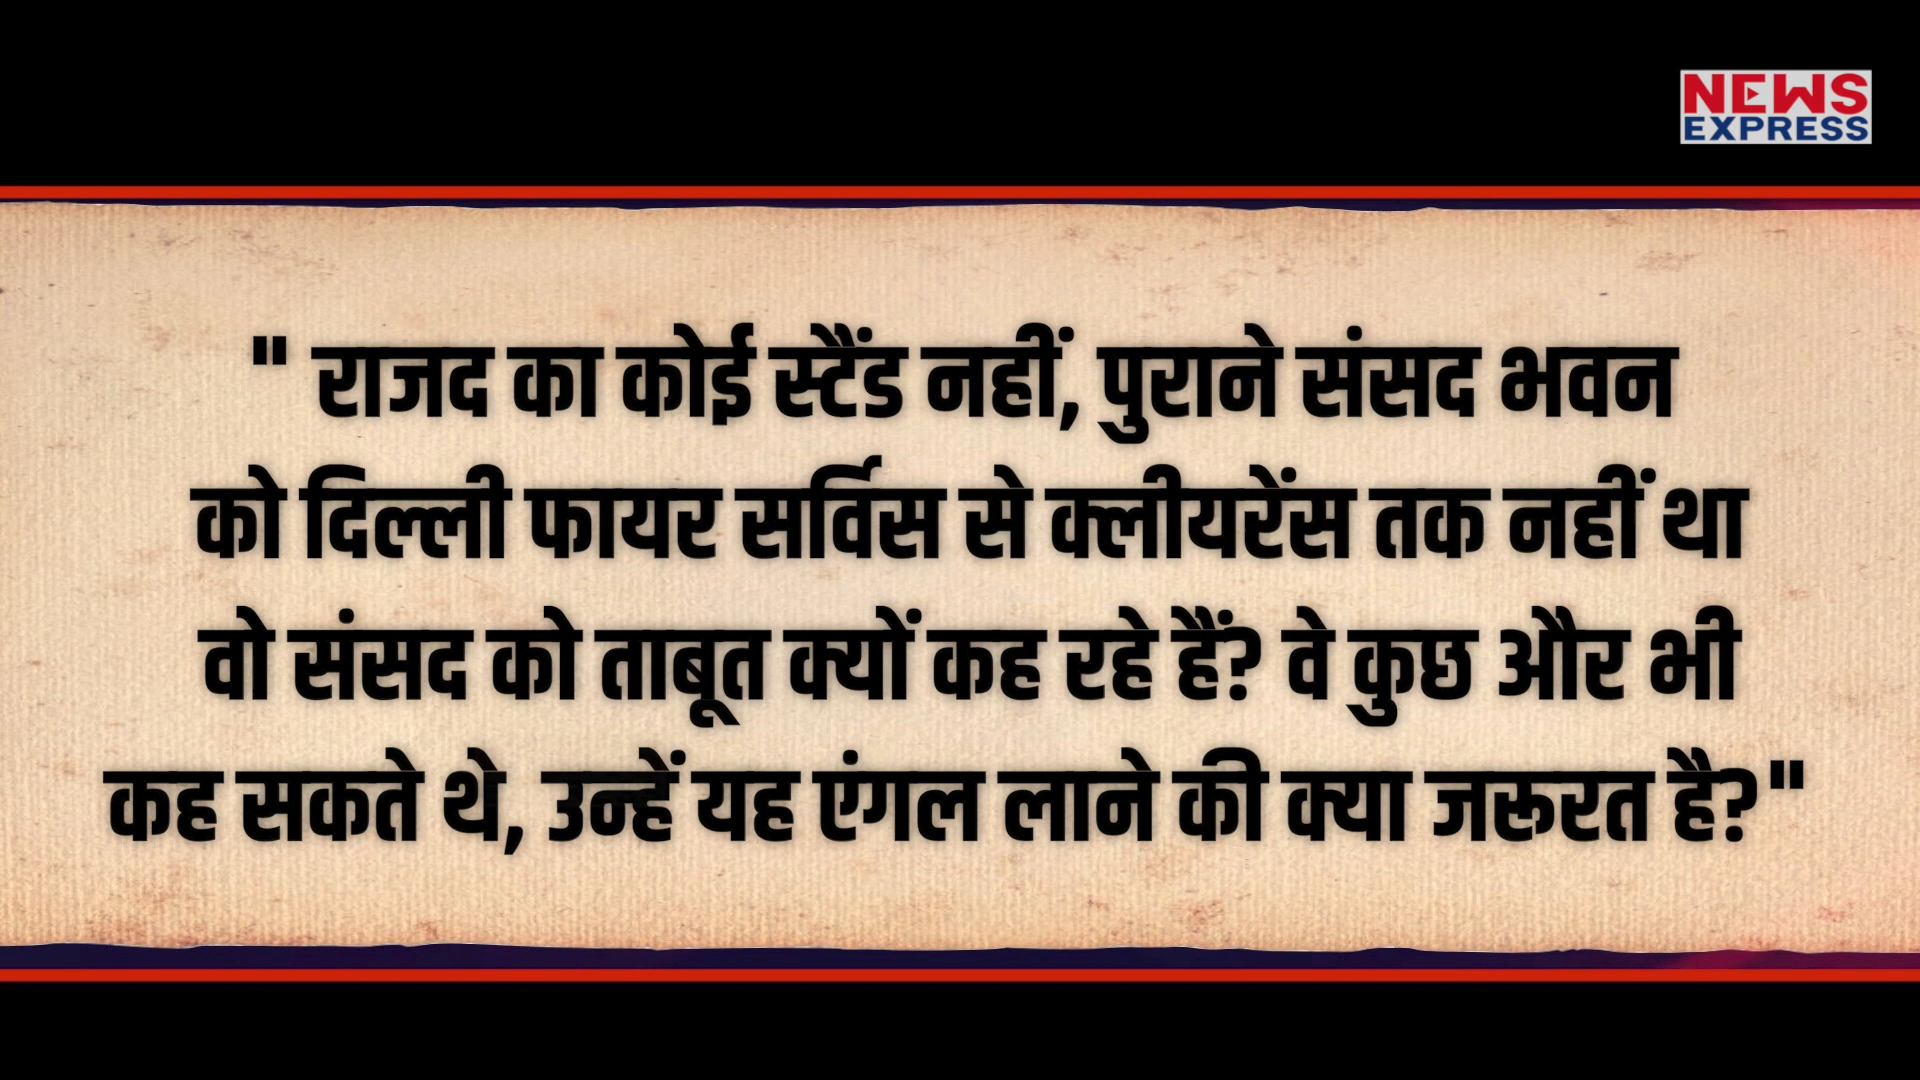 NEWS
EXPRESS
" राजद का कोई स्टैंड नहीं, पुराने संसद भवन
को दिल्ली फायर सर्विस से क्लीयरेंस तक नहीं था
वो संसद को ताबूत क्यों कह रहे हैं? वे कुछ और भी
कह सकते थे, उन्हें यह एंगल लाने की क्या जरूरत है?"